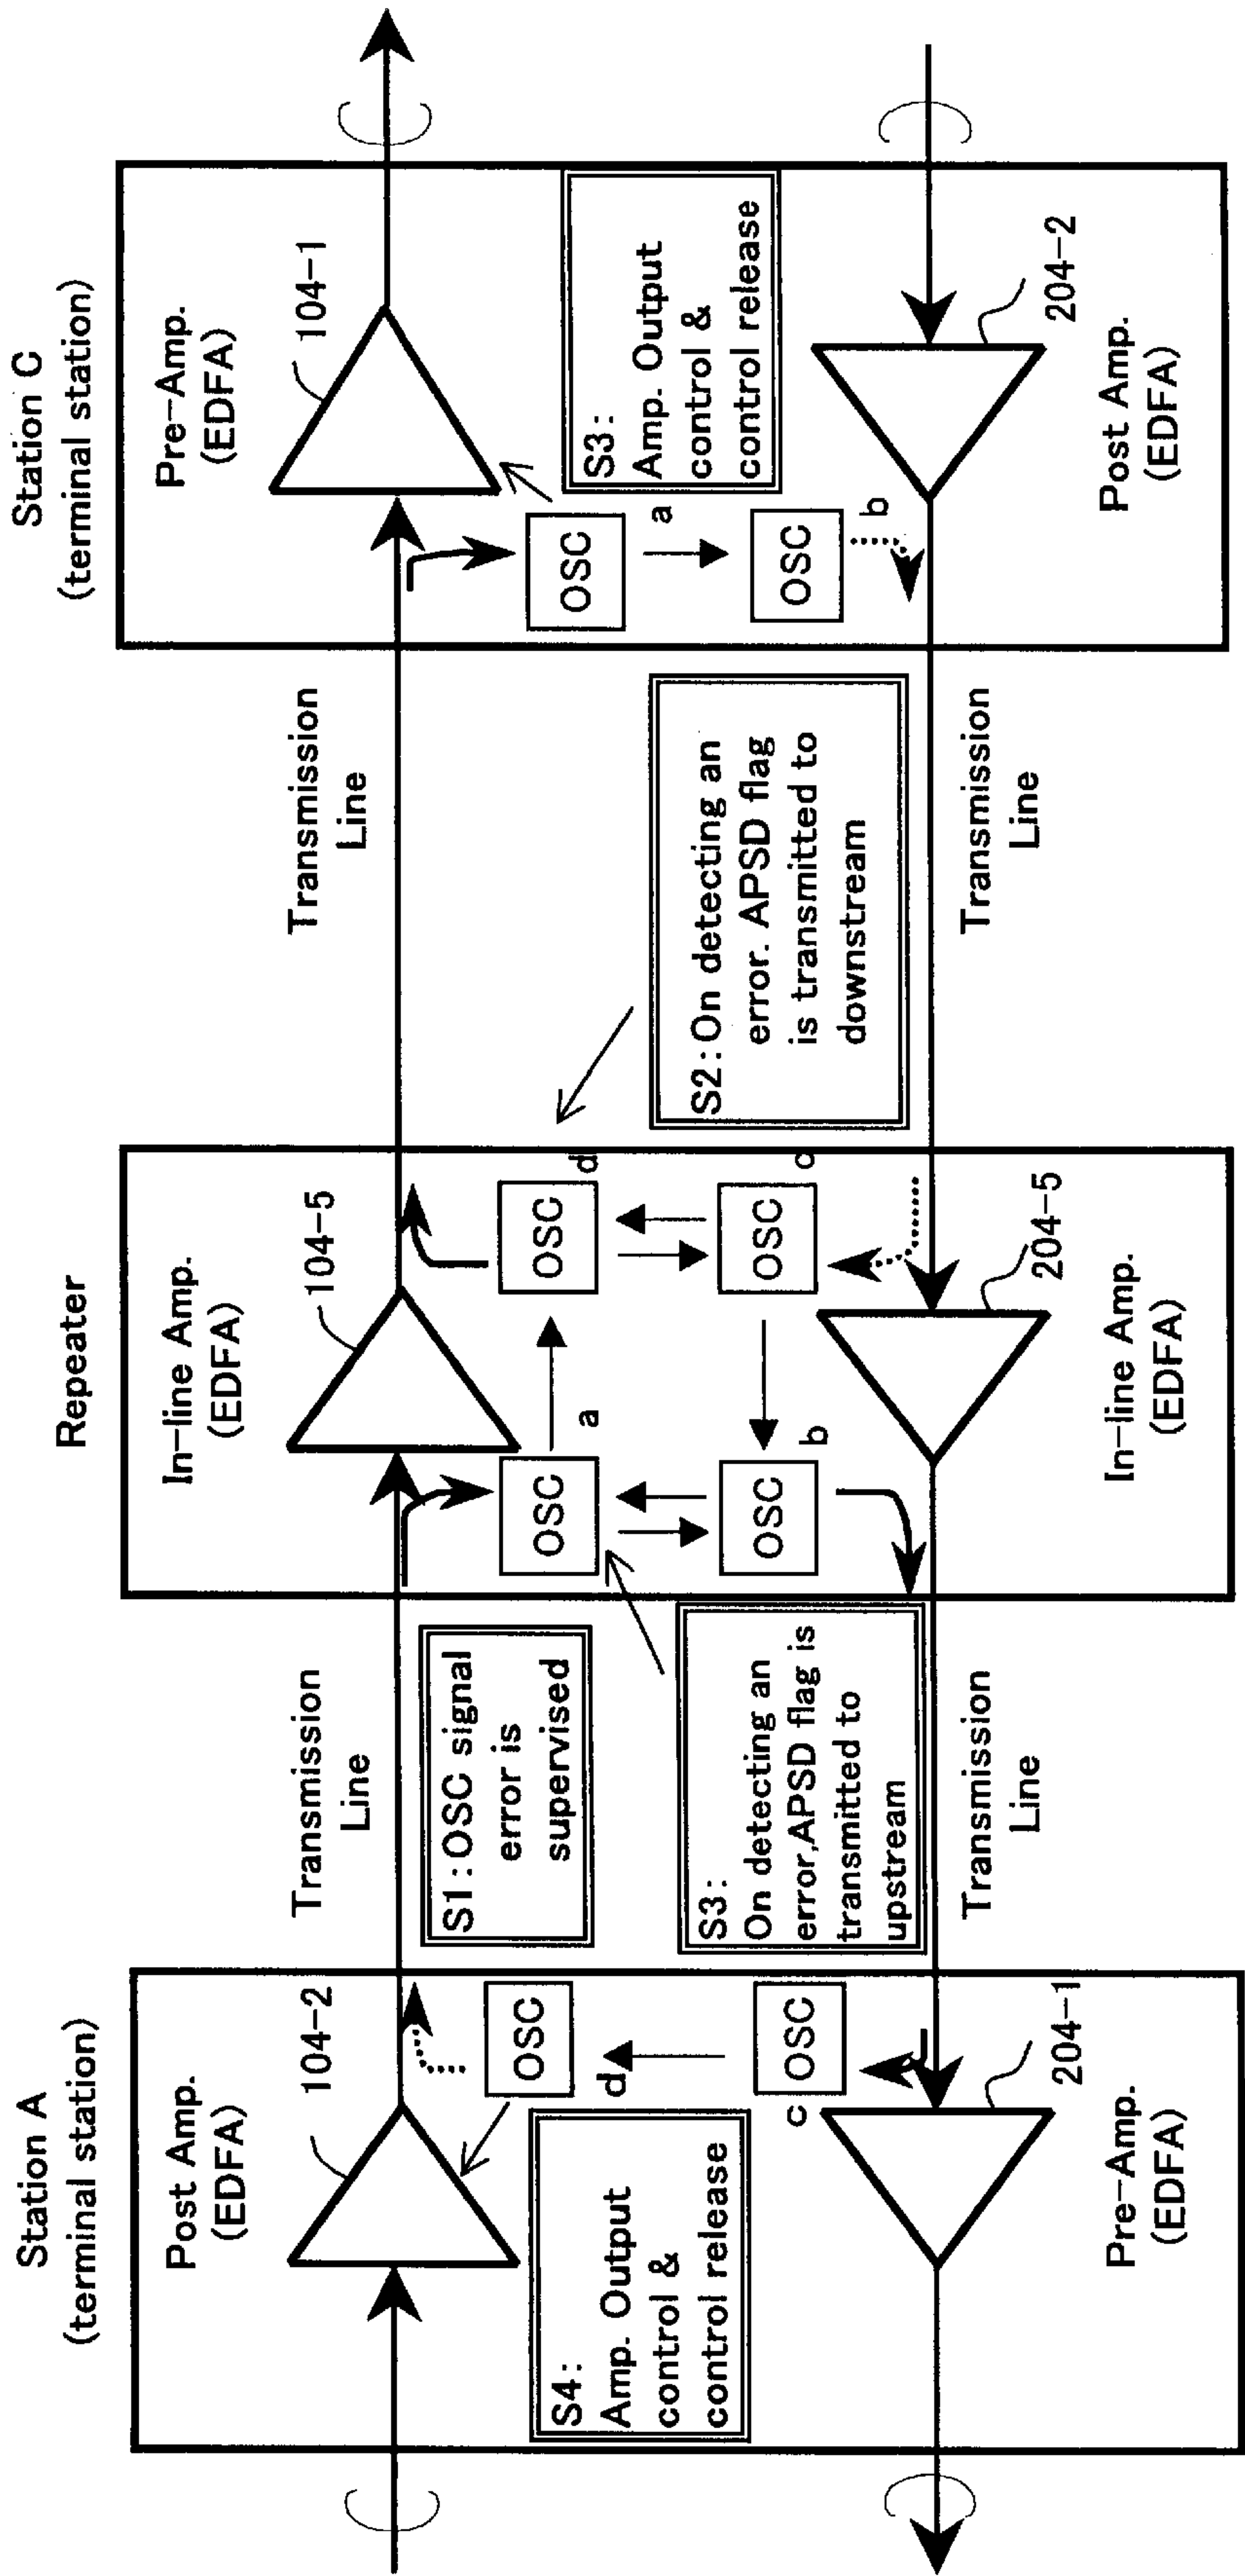 Station A
(terminal station)
Post Amp.
(EDFA)
104-2
OSC
d
S4:
Amp. Output
control &
control release
OSC
c
204-1
Pre-Amp.
(EDFA)
Transmission
Line
S1:OSC signal
error is
supervised
S3:
On detecting an
error,APSD flag is
transmitted to
upstream
Transmission
Line
Repeater
In-line Amp.
(EDFA)
104-5
OSC
a
OSC
d
OSC
b
OSC
c
204-5
In-line Amp.
(EDFA)
Transmission
Line
S2:On detecting an
error. APSD flag
is transmitted to
downstream
Transmission
Line
Station C
(terminal station)
Pre-Amp.
(EDFA)
104-1
OSC
a
S3:
Amp. Output
control &
control release
OSC
b
204-2
Post Amp.
(EDFA)